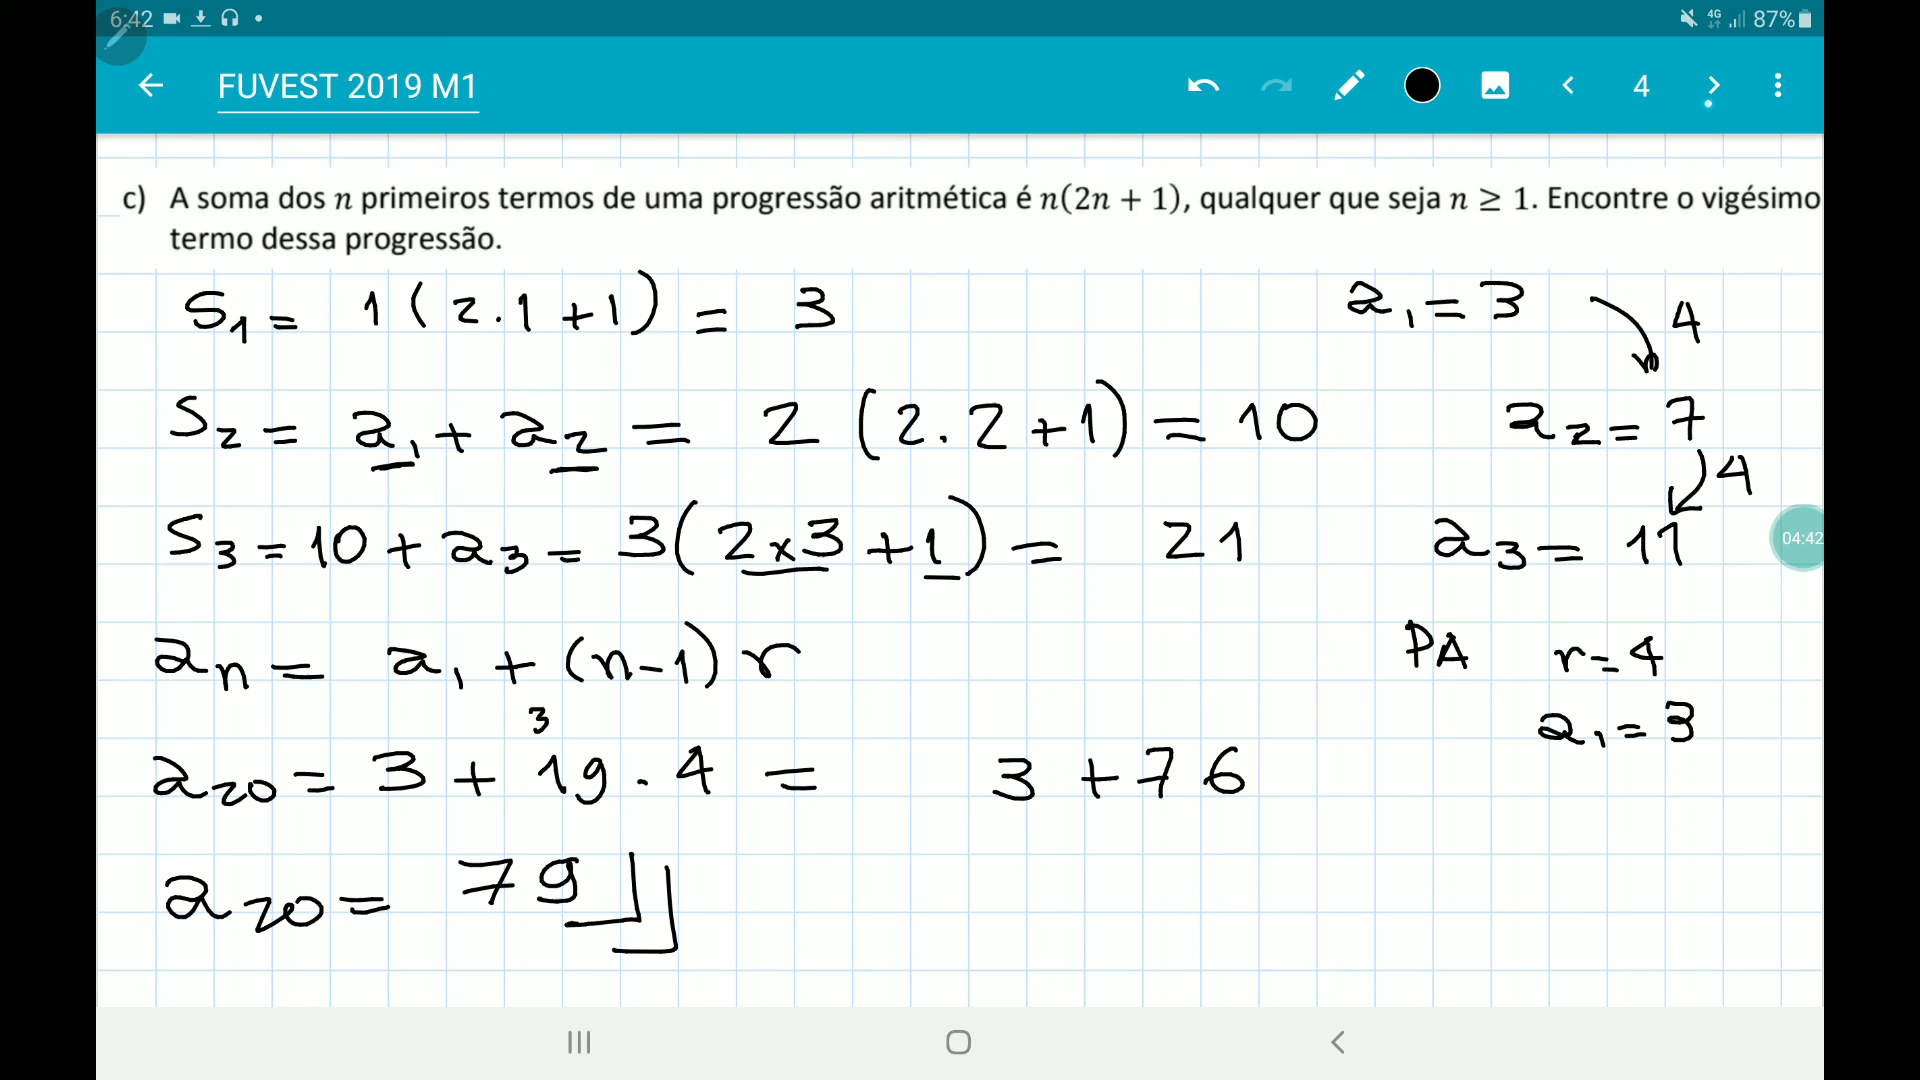 6:42
4G 87%
FUVEST 2019 M1
4
c) A soma dos n primeiros termos de uma progressão aritmética é n(2n + 1), qualquer que seja n ≥ 1. Encontre o vigésimo
termo dessa progressão.
S₁ = 1(2.1+1) = 3
a₁ = 3
4
S₂ = a₁ + a₂ = 2(2.2+1) = 10
a₂ = 7
4
S₃ = 10 + a₃ = 3(2x3+1) = 21
a₃ = 11
04:42
aₙ = a₁ + (n-1)r
PA r = 4
a₁ = 3
3
a₂₀ = 3 + 19.4 = 3 + 76
a₂₀ = 79